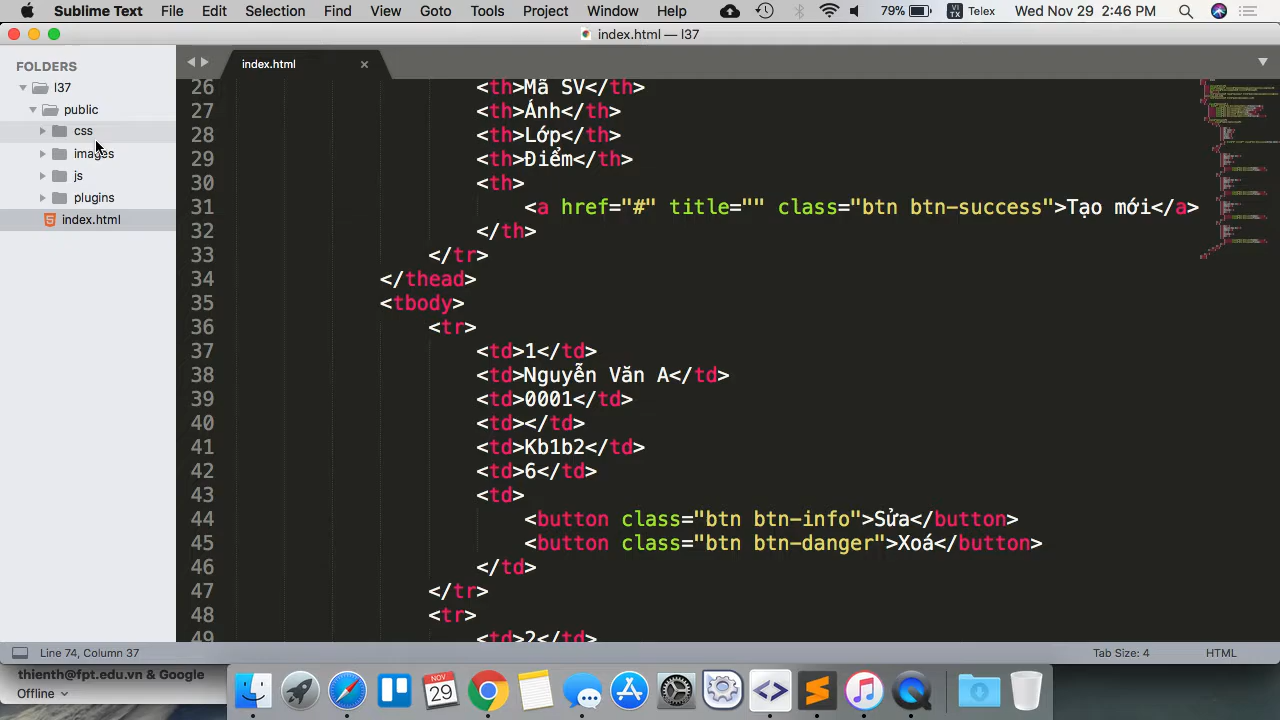 Sublime Text File Edit Selection Find View Goto Tools Project Window Help 79% VI TX Telex Wed Nov 29 2:46 PM
index.html — l37
FOLDERS
l37
public
css
images
js
plugins
index.html
index.html ×
26 <th>Mã SV</th>
27 <th>Ảnh</th>
28 <th>Lớp</th>
29 <th>Điểm</th>
30 <th>
31 <a href="#" title="" class="btn btn-success">Tạo mới</a>
32 </th>
33 </tr>
34 </thead>
35 <tbody>
36 <tr>
37 <td>1</td>
38 <td>Nguyễn Văn A</td>
39 <td>0001</td>
40 <td></td>
41 <td>Kb1b2</td>
42 <td>6</td>
43 <td>
44 <button class="btn btn-info">Sửa</button>
45 <button class="btn btn-danger">Xoá</button>
46 </td>
47 </tr>
48 <tr>
49 <td>2</td>
Line 74, Column 37 Tab Size: 4 HTML
thienth@fpt.edu.vn & Google
Offline
NOV
29